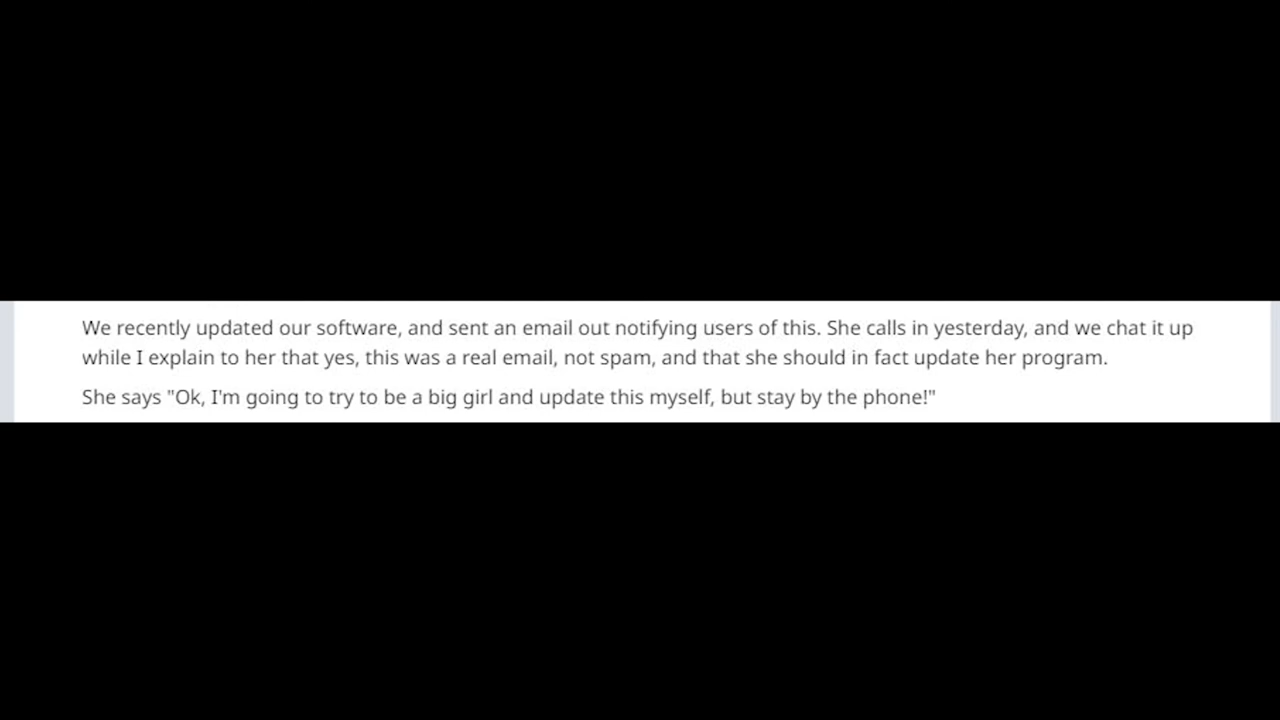 We recently updated our software, and sent an email out notifying users of this. She calls in yesterday, and we chat it up
while I explain to her that yes, this was a real email, not spam, and that she should in fact update her program.
She says "Ok, I'm going to try to be a big girl and update this myself, but stay by the phone!"